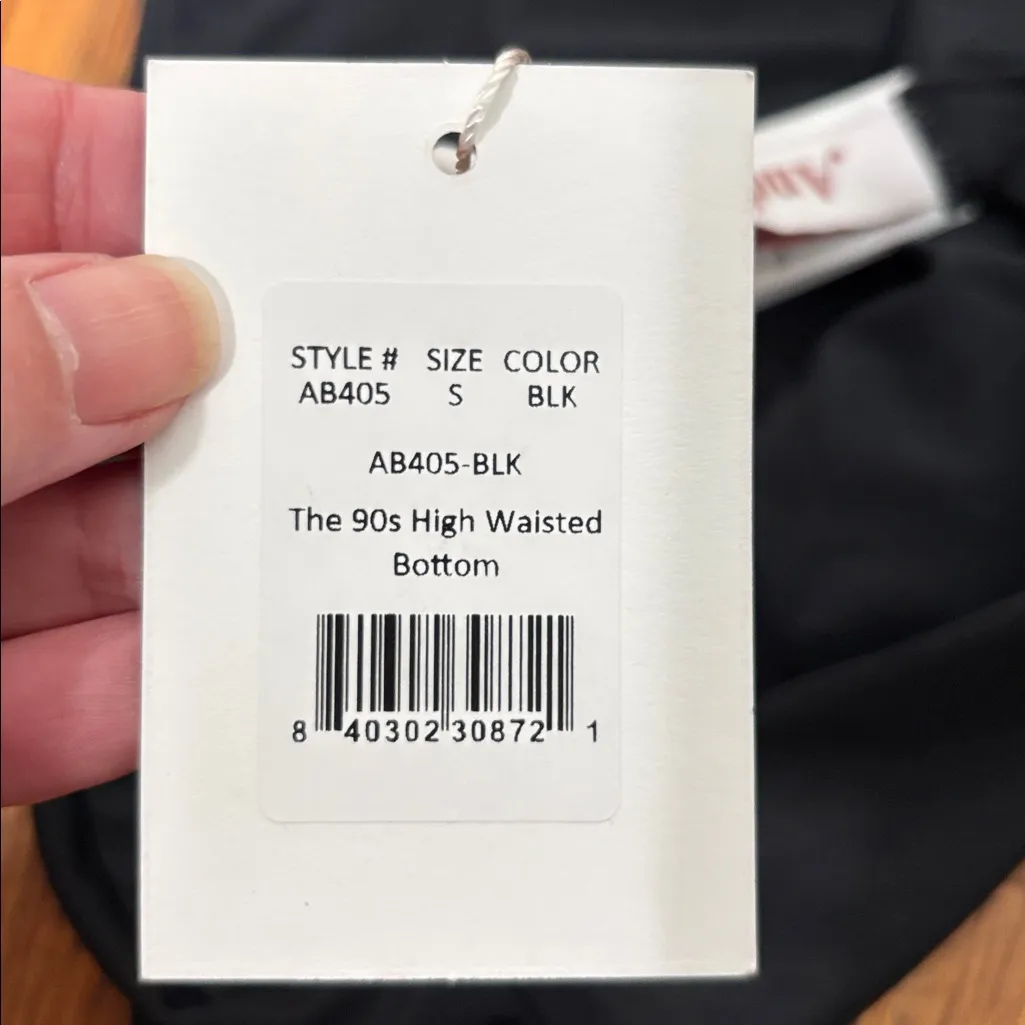 STYLE # SIZE COLOR
AB405 S BLK
AB405-BLK
The 90s High Waisted
Bottom
8 40302 30872 1